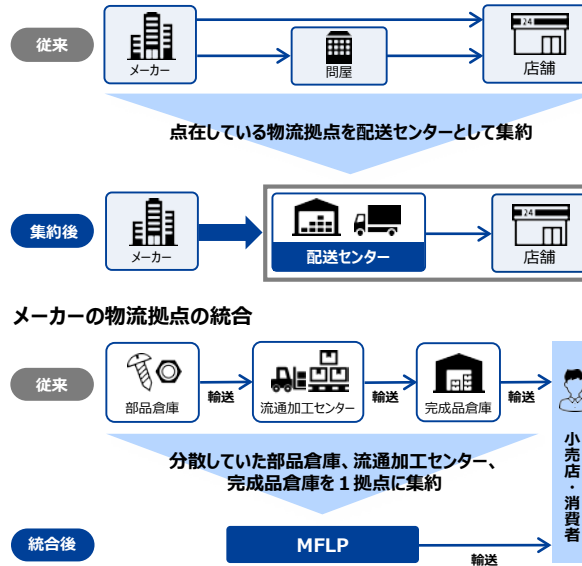 従来
メーカー
問屋
24
店舗
点在している物流拠点を配送センターとして集約
集約後
メーカー
配送センター
24
店舗
メーカーの物流拠点の統合
従来
部品倉庫
輸送
流通加工センター
輸送
完成品倉庫
輸送
小売店・消費者
分散していた部品倉庫、流通加工センター、
完成品倉庫を１拠点に集約
統合後
MFLP
輸送